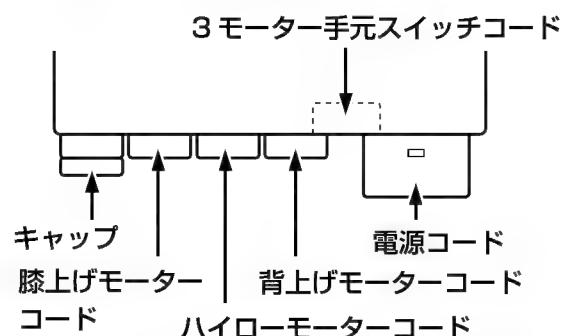 3モーター手元スイッチコード
キャップ
電源コード
膝上げモーター
コード
背上げモーターコード
ハイローモーターコード